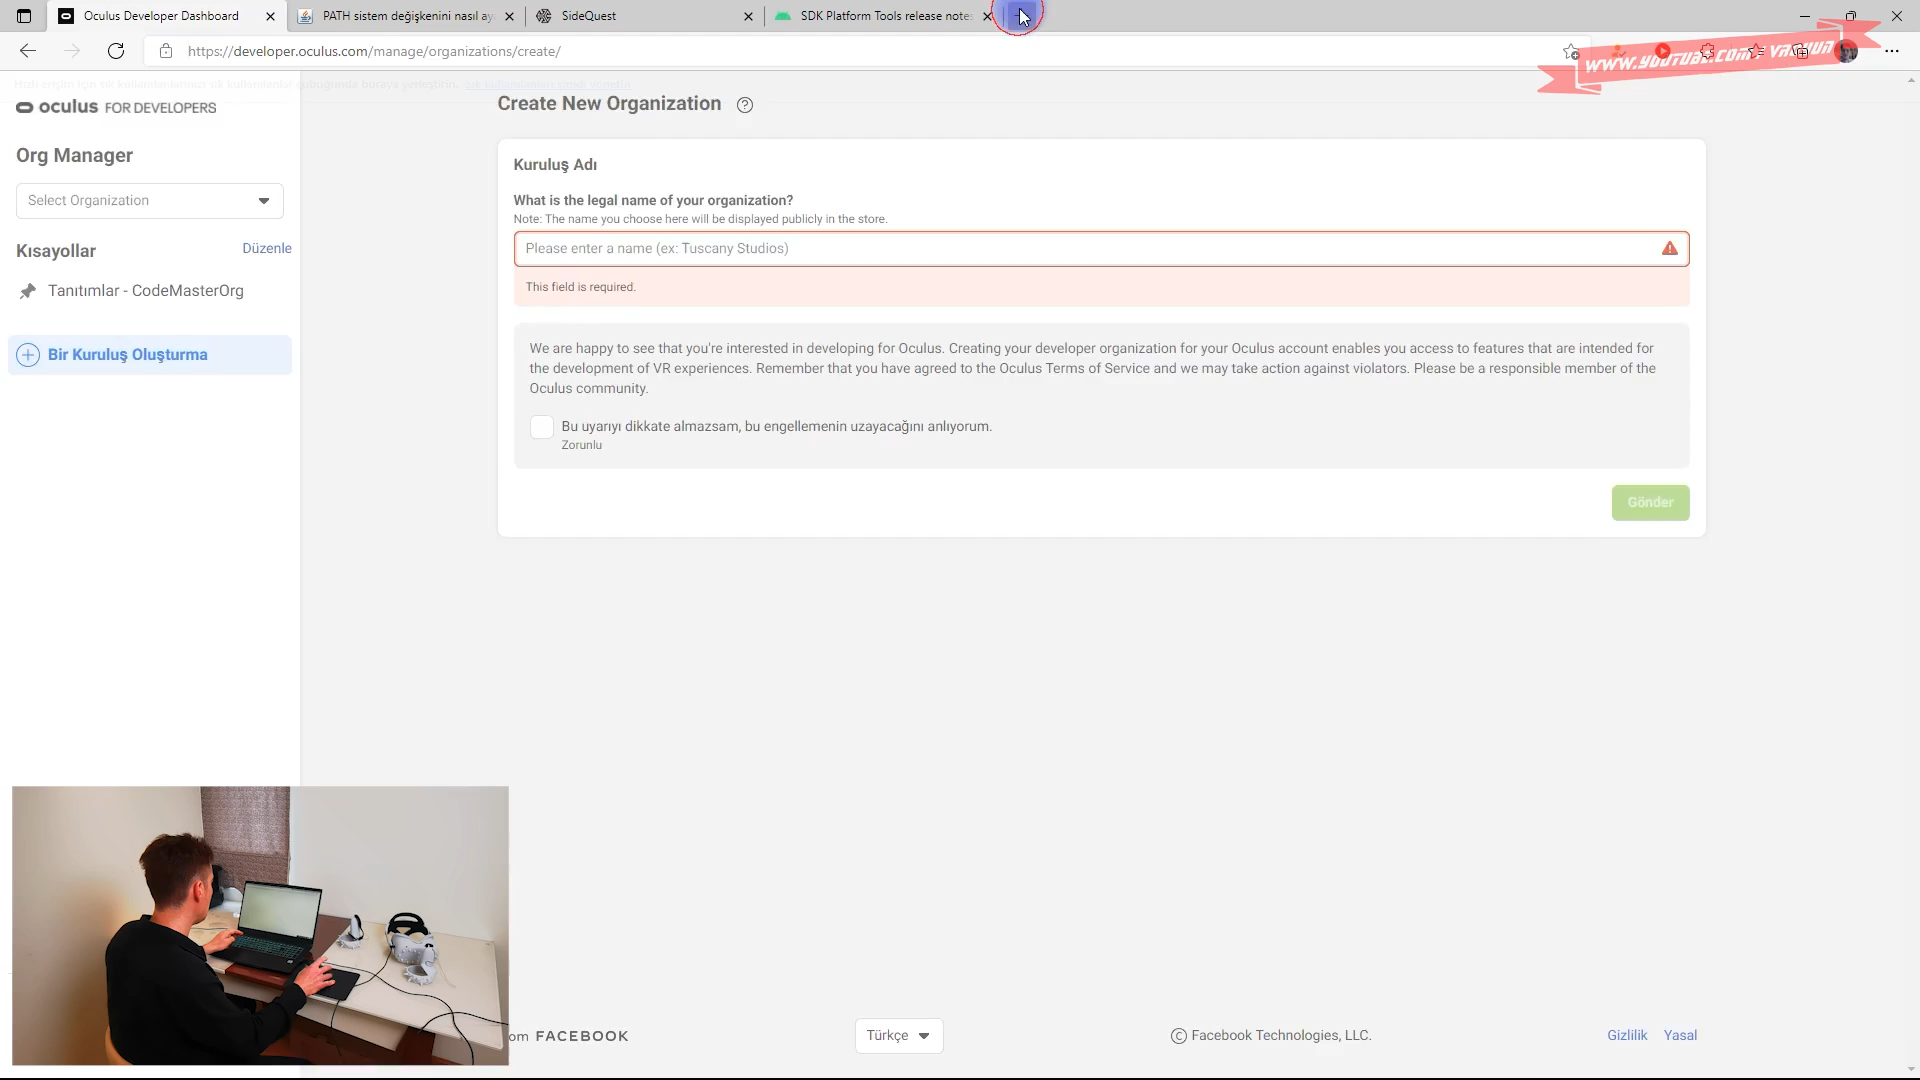 Oculus Developer Dashboard
PATH sistem değişkenini nasıl ay
SideQuest
SDK Platform Tools release note
https://developer.oculus.com/manage/organizations/create/
www.youtube.com/
oculus FOR DEVELOPERS
Org Manager
Select Organization
Kısayollar
Düzenle
Tanıtımlar - CodeMasterOrg
Bir Kuruluş Oluşturma
Create New Organization
Kuruluş Adı
What is the legal name of your organization?
Note: The name you choose here will be displayed publicly in the store.
Please enter a name (ex: Tuscany Studios)
This field is required.
We are happy to see that you're interested in developing for Oculus. Creating your developer organization for your Oculus account enables you access to features that are intended for
the development of VR experiences. Remember that you have agreed to the Oculus Terms of Service and we may take action against violators. Please be a responsible member of the
Oculus community.
Bu uyarıyı dikkate almazsam, bu engellemenin uzayacağını anlıyorum.
Zorunlu
Gönder
om FACEBOOK
Türkçe
© Facebook Technologies, LLC.
Gizlilik
Yasal